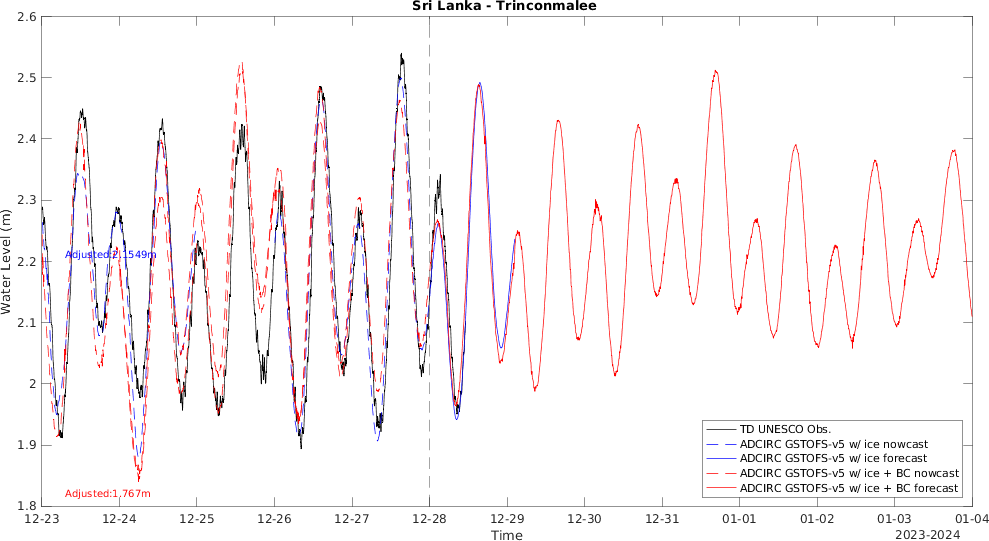 Sri Lanka - Trinconmalee
2.6
2.5
2.4
2.3
2.2
2.1
2
1.9
1.8
Water Level (m)
Adjusted:2.1549m
Adjusted:1.767m
TD UNESCO Obs.
ADCIRC GSTOFS-v5 w/ ice nowcast
ADCIRC GSTOFS-v5 w/ ice forecast
ADCIRC GSTOFS-v5 w/ ice + BC nowcast
ADCIRC GSTOFS-v5 w/ ice + BC forecast
12-23 12-24 12-25 12-26 12-27 12-28 12-29 12-30 12-31 01-01 01-02 01-03 01-04
Time
2023-2024